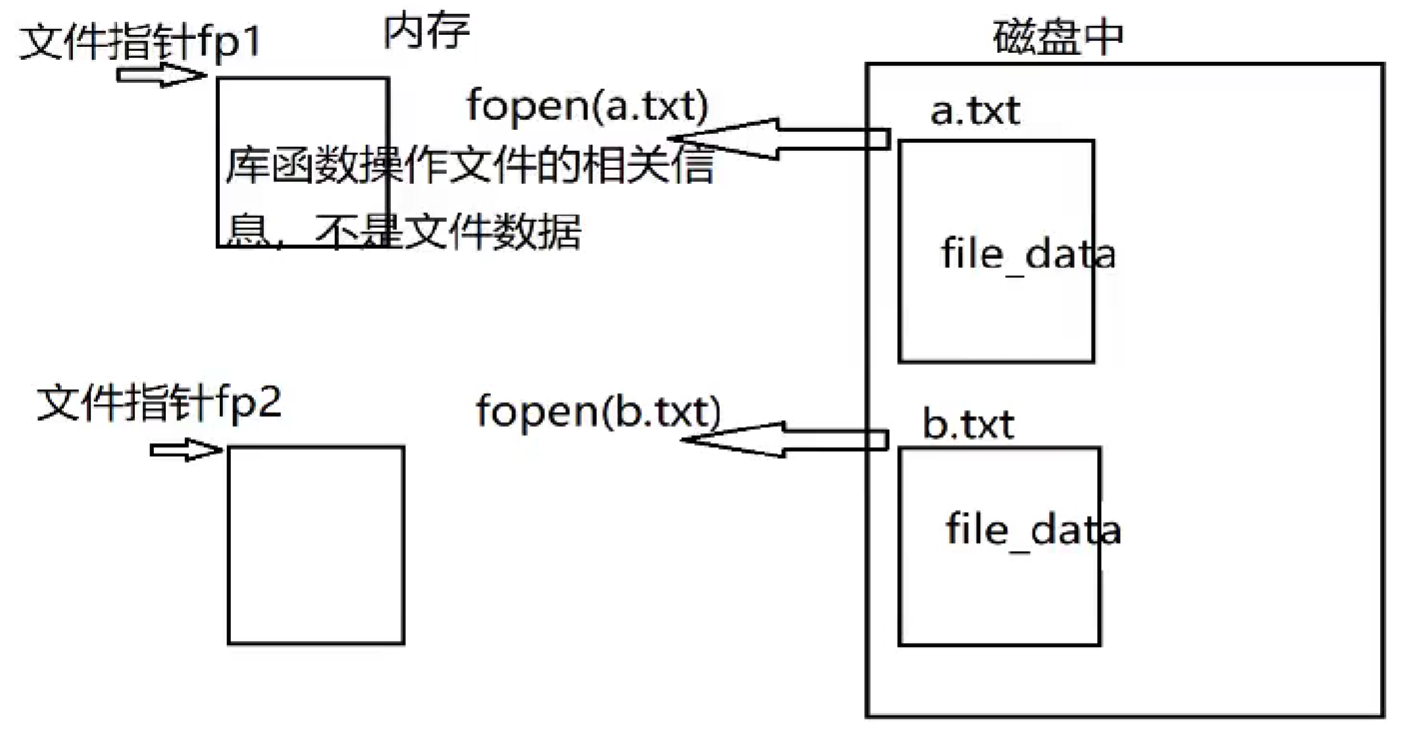 文件指针fp1
内存
磁盘中
fopen(a.txt)
a.txt
库函数操作文件的相关信
息，不是文件数据
file_data
文件指针fp2
fopen(b.txt)
b.txt
file_data